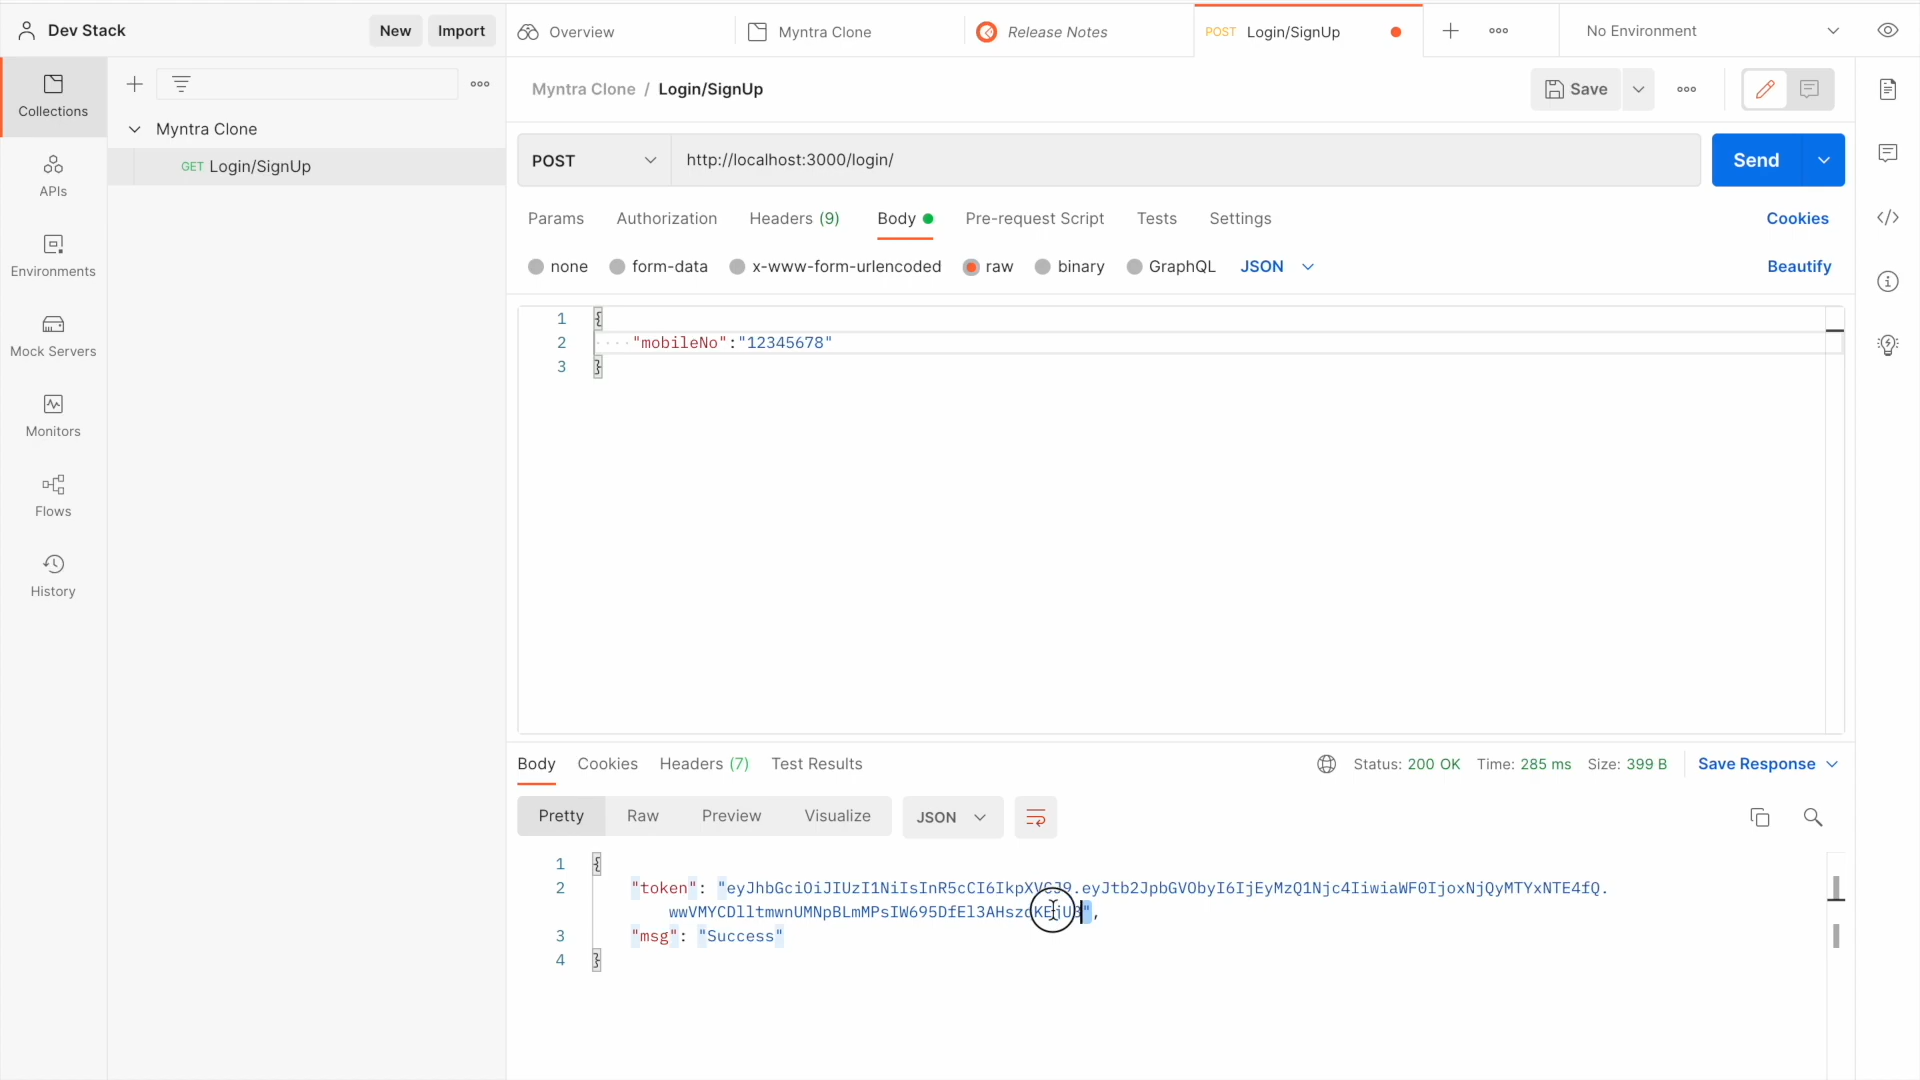 Dev Stack
New
Import
Overview
Myntra Clone
Release Notes
POST Login/SignUp
No Environment
Collections
APIs
Environments
Mock Servers
Monitors
Flows
History
Myntra Clone
GET Login/SignUp
Myntra Clone / Login/SignUp
Save
POST
http://localhost:3000/login/
Send
Params
Authorization
Headers (9)
Body
Pre-request Script
Tests
Settings
Cookies
none
form-data
x-www-form-urlencoded
raw
binary
GraphQL
JSON
Beautify
1 {
2 "mobileNo":"12345678"
3 }
Body
Cookies
Headers (7)
Test Results
Status: 200 OK
Time: 285 ms
Size: 399 B
Save Response
Pretty
Raw
Preview
Visualize
JSON
1 {
2 "token": "eyJhbGciOiJIUzI1NiIsInR5cCI6IkpXVCJ9.eyJtb2JpbGVObyI6IjEyMzQ1Njc4IiwiaWF0IjoxNjQyMTYxNTE4fQ.
3 "msg": "Success"
4 }